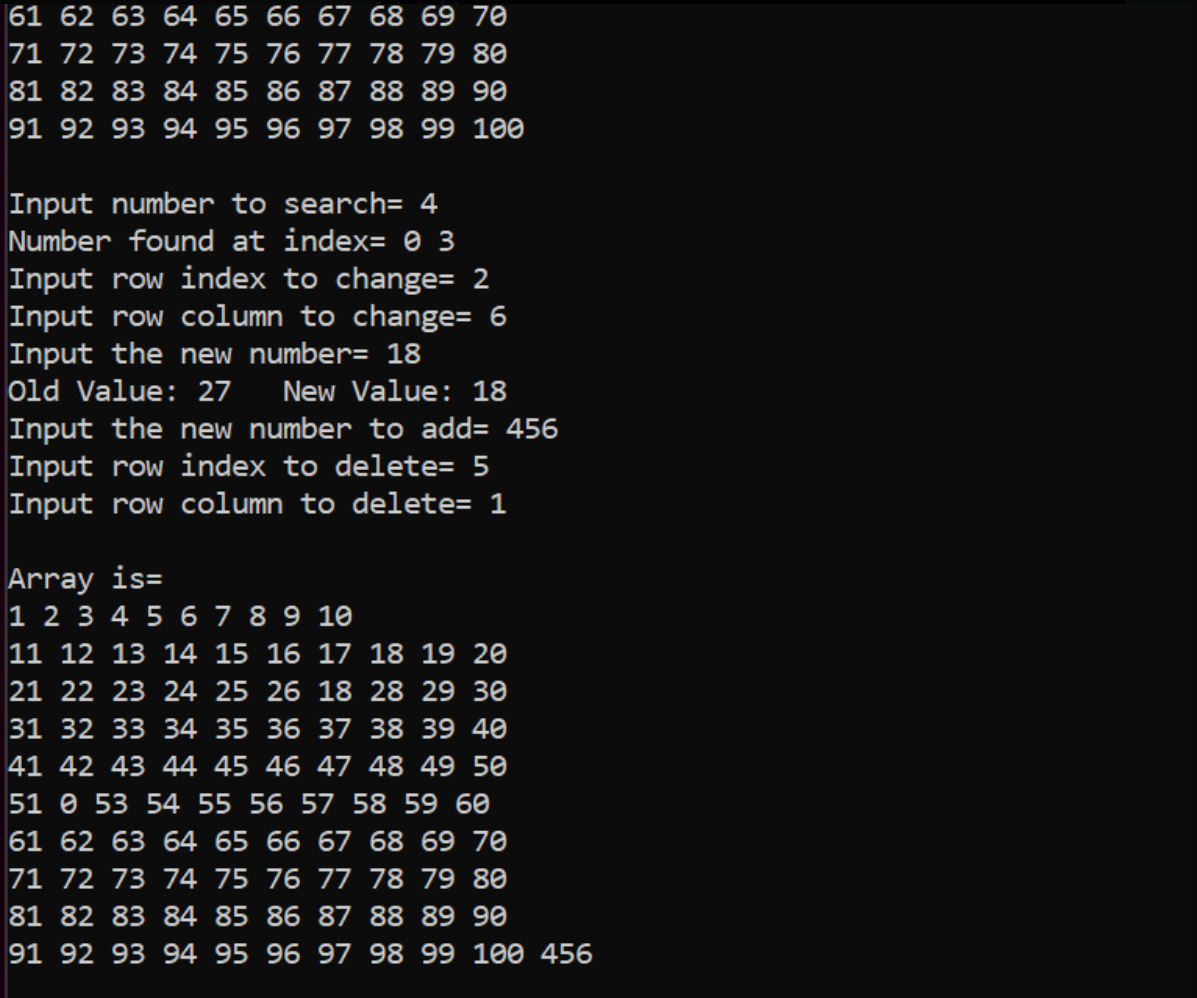 61 62 63 64 65 66 67 68 69 70
71 72 73 74 75 76 77 78 79 80
81 82 83 84 85 86 87 88 89 90
91 92 93 94 95 96 97 98 99 100
Input number to search= 4
Number found at index= 0 3
Input row index to change= 2
Input row column to change= 6
Input the new number= 18
Old Value: 27   New Value: 18
Input the new number to add= 456
Input row index to delete= 5
Input row column to delete= 1
Array is=
1 2 3 4 5 6 7 8 9 10
11 12 13 14 15 16 17 18 19 20
21 22 23 24 25 26 18 28 29 30
31 32 33 34 35 36 37 38 39 40
41 42 43 44 45 46 47 48 49 50
51 0 53 54 55 56 57 58 59 60
61 62 63 64 65 66 67 68 69 70
71 72 73 74 75 76 77 78 79 80
81 82 83 84 85 86 87 88 89 90
91 92 93 94 95 96 97 98 99 100 456